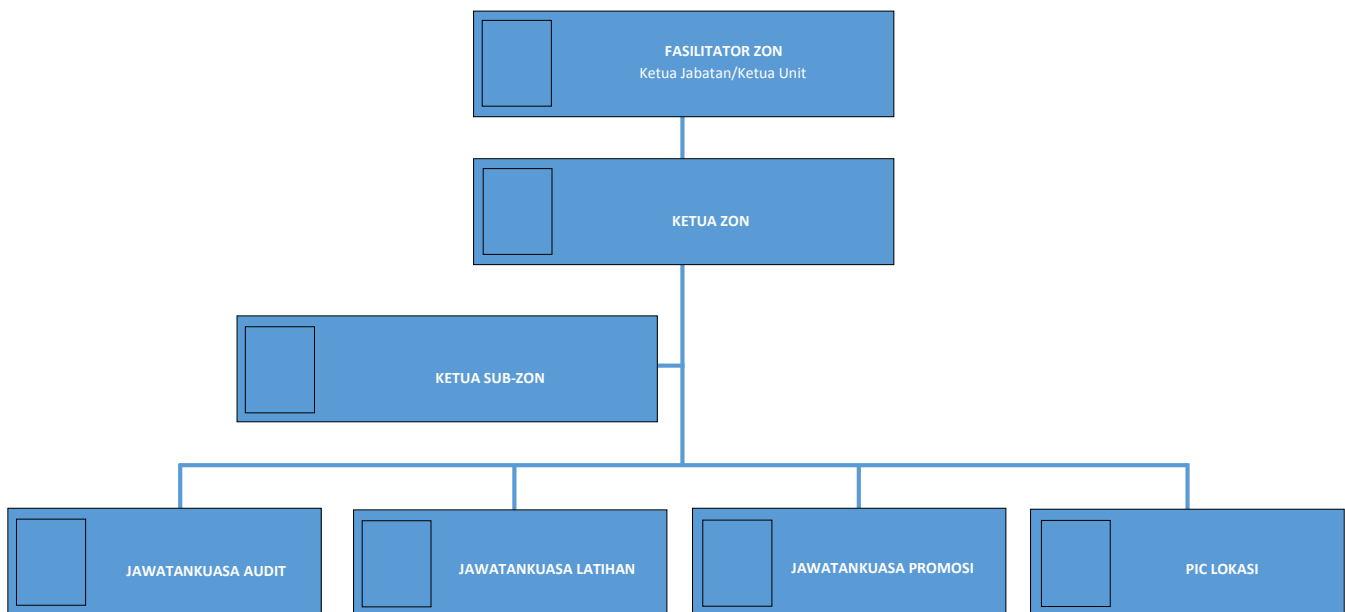 FASILITATOR ZON
Ketua Jabatan/Ketua Unit
KETUA ZON
KETUA SUB-ZON
JAWATANKUASA AUDIT
JAWATANKUASA LATIHAN
JAWATANKUASA PROMOSI
PIC LOKASI